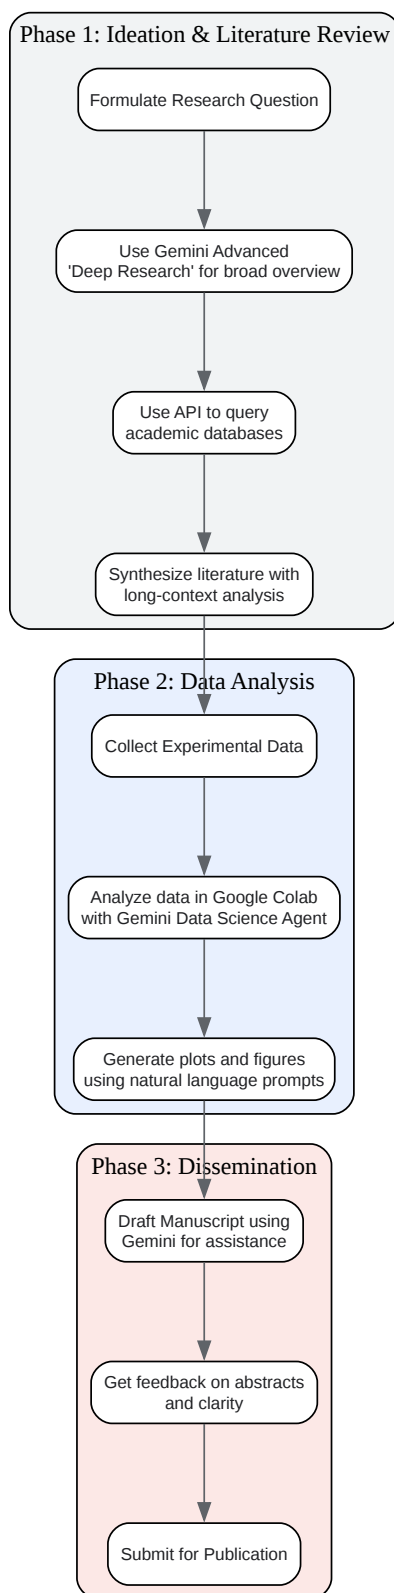 Phase 1: Ideation & Literature Review
Formulate Research Question
Use Gemini Advanced
'Deep Research' for broad overview
Use API to query
academic databases
Synthesize literature with
long-context analysis
Phase 2: Data Analysis
Collect Experimental Data
Analyze data in Google Colab
with Gemini Data Science Agent
Generate plots and figures
using natural language prompts
Phase 3: Dissemination
Draft Manuscript using
Gemini for assistance
Get feedback on abstracts
and clarity
Submit for Publication